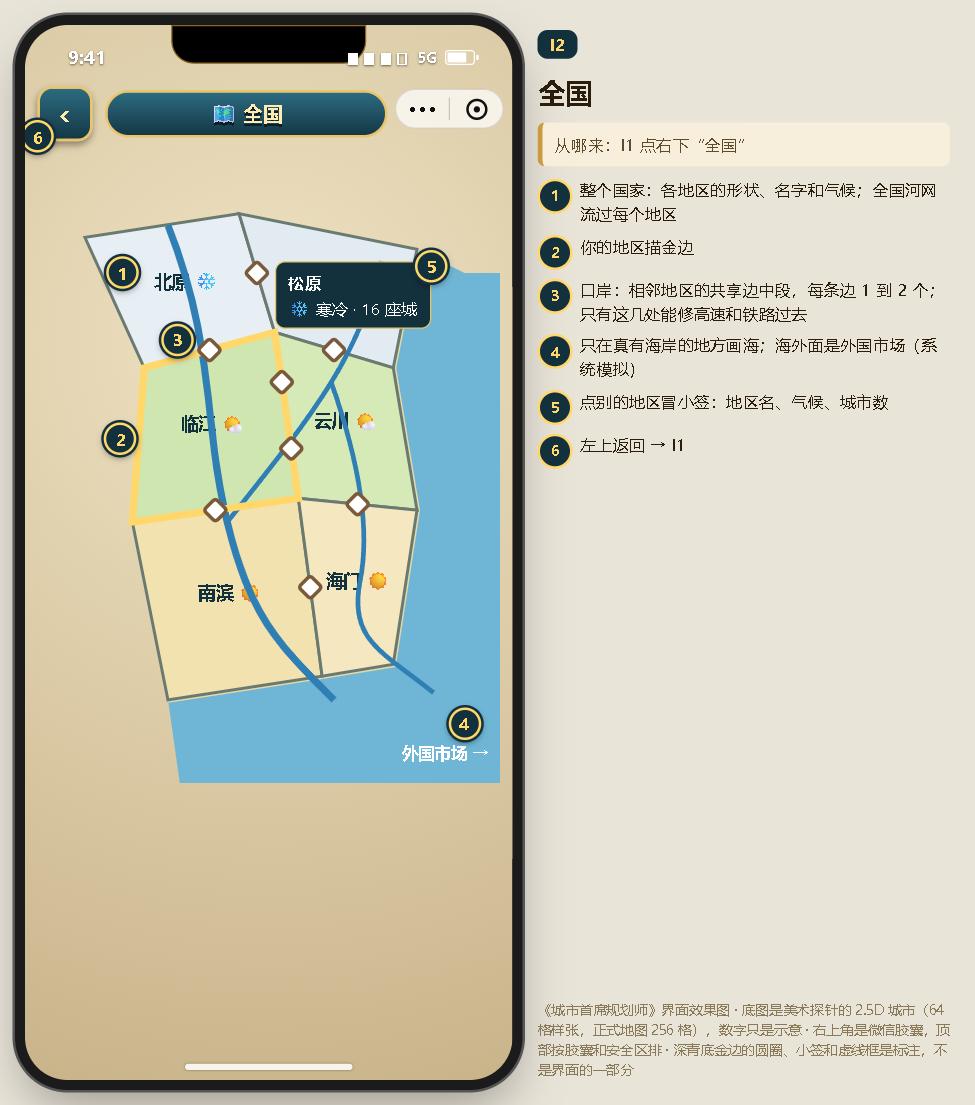 9:41
5G
‹
全国
6
1
北原
松原
寒冷 · 16 座城
5
3
2
临江
云川
南滨
海门
4
外国市场 →
I2
全国
从哪来：I1 点右下“全国”
1 整个国家：各地区的形状、名字和气候；全国河网
流过每个地区
2 你的地区描金边
3 口岸：相邻地区的共享边中段，每条边 1 到 2 个；
只有这几处能修高速和铁路过去
4 只在真有海岸的地方画海；海外面是外国市场（系
统模拟）
5 点别的地区冒小签：地区名、气候、城市数
6 左上返回 → I1
《城市首席规划师》界面效果图 · 底图是美术探针的 2.5D 城市（64
格样张，正式地图 256 格），数字只是示意 · 右上角是微信胶囊，顶
部按胶囊和安全区排 · 深青底金边的圆圈、小签和虚线框是标注，不
是界面的一部分